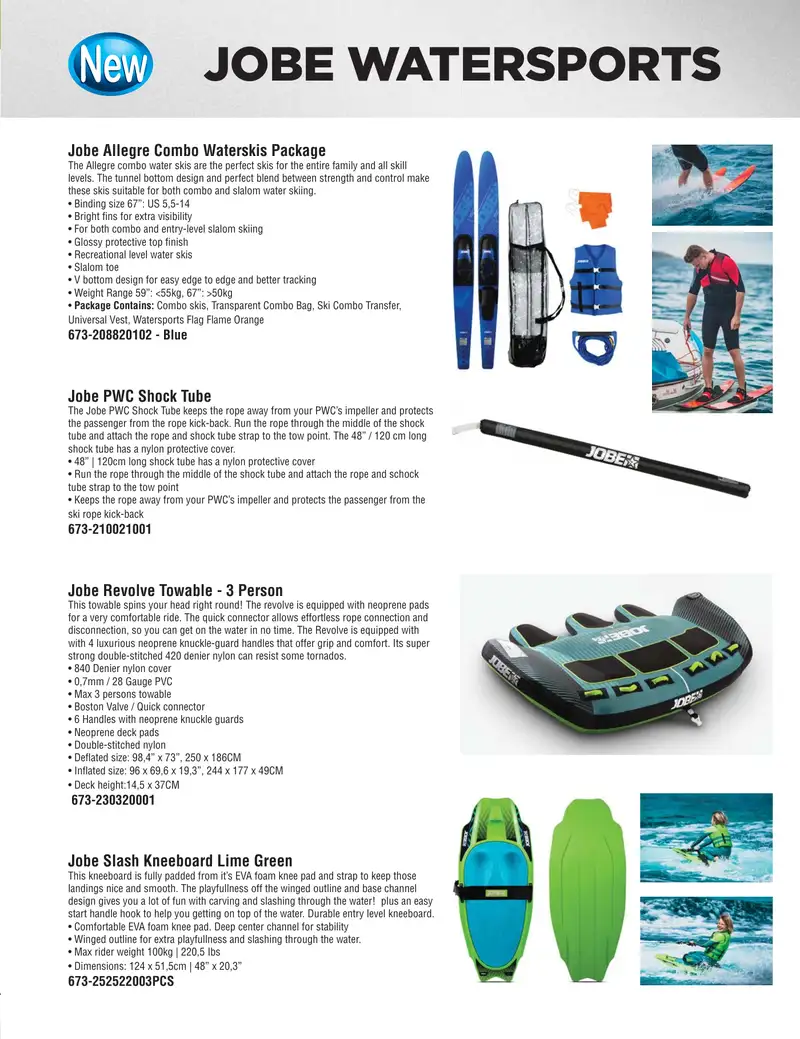 New
JOBE WATERSPORTS
Jobe Allegre Combo Waterskis Package
The Allegre combo water skis are the perfect skis for the entire family and all skill
levels. The tunnel bottom design and perfect blend between strength and control make
these skis suitable for both combo and slalom water skiing.
• Binding size 67”: US 5,5-14
• Bright fins for extra visibility
• For both combo and entry-level slalom skiing
• Glossy protective top finish
• Recreational level water skis
• Slalom toe
• V bottom design for easy edge to edge and better tracking
• Weight Range 59”: <55kg, 67”: >50kg
• Package Contains: Combo skis, Transparent Combo Bag, Ski Combo Transfer,
Universal Vest, Watersports Flag Flame Orange
673-208820102 - Blue
Jobe PWC Shock Tube
The Jobe PWC Shock Tube keeps the rope away from your PWC’s impeller and protects
the passenger from the rope kick-back. Run the rope through the middle of the shock
tube and attach the rope and shock tube strap to the tow point. The 48” / 120 cm long
shock tube has a nylon protective cover.
• 48” | 120cm long shock tube has a nylon protective cover
• Run the rope through the middle of the shock tube and attach the rope and schock
tube strap to the tow point
• Keeps the rope away from your PWC’s impeller and protects the passenger from the
ski rope kick-back
673-210021001
JOBE
Jobe Revolve Towable - 3 Person
This towable spins your head right round! The revolve is equipped with neoprene pads
for a very comfortable ride. The quick connector allows effortless rope connection and
disconnection, so you can get on the water in no time. The Revolve is equipped with
with 4 luxurious neoprene knuckle-guard handles that offer grip and comfort. Its super
strong double-stitched 420 denier nylon can resist some tornados.
• 840 Denier nylon cover
• 0,7mm / 28 Gauge PVC
• Max 3 persons towable
• Boston Valve / Quick connector
• 6 Handles with neoprene knuckle guards
• Neoprene deck pads
• Double-stitched nylon
• Deflated size: 98,4” x 73”, 250 x 186CM
• Inflated size: 96 x 69,6 x 19,3”, 244 x 177 x 49CM
• Deck height:14,5 x 37CM
673-230320001
JOBE
JOBE
JOBE
Jobe Slash Kneeboard Lime Green
This kneeboard is fully padded from it’s EVA foam knee pad and strap to keep those
landings nice and smooth. The playfullness off the winged outline and base channel
design gives you a lot of fun with carving and slashing through the water! plus an easy
start handle hook to help you getting on top of the water. Durable entry level kneeboard.
• Comfortable EVA foam knee pad. Deep center channel for stability
• Winged outline for extra playfullness and slashing through the water.
• Max rider weight 100kg | 220,5 lbs
• Dimensions: 124 x 51,5cm | 48” x 20,3”
673-252522003PCS